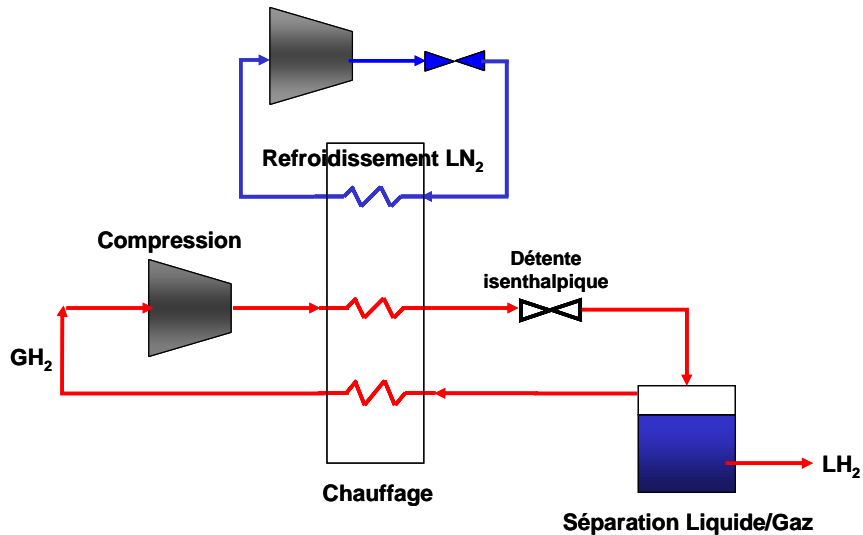 Refroidissement LN₂
Compression
Détente
isenthalpique
GH₂
LH₂
Chauffage
Séparation Liquide/Gaz